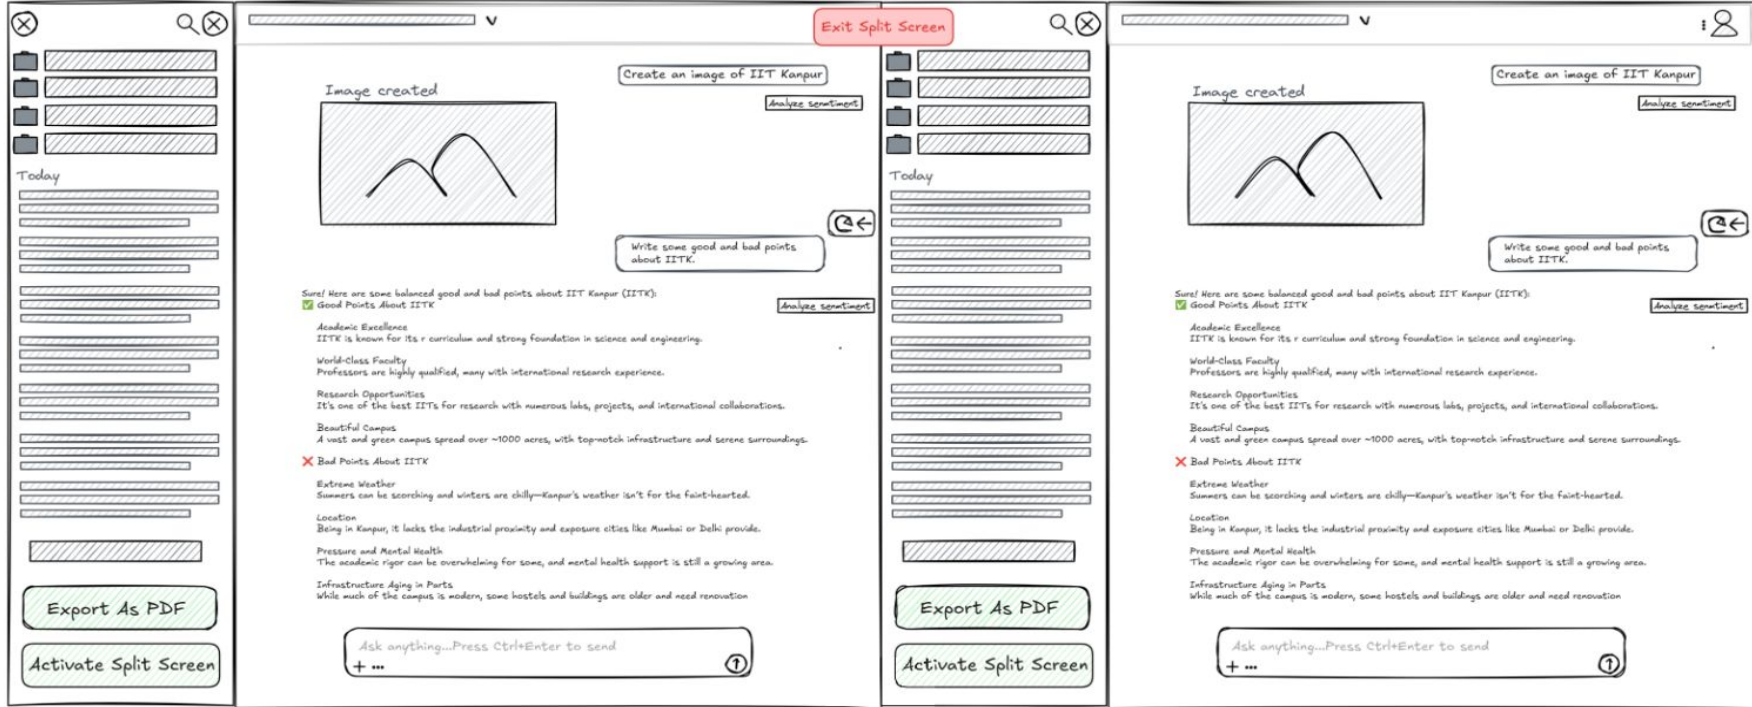 Exit Split Screen
Today
Export As PDF
Activate Split Screen
Create an image of IIT Kanpur
Analyze senmtiment
Image created
Write some good and bad points
about IITK.
Sure! Here are some balanced good and bad points about IIT Kanpur (IITK):
✅ Good Points About IITK
Analyze senmtiment
Academic Excellence
IITK is known for its r curriculum and strong foundation in science and engineering.
World-Class Faculty
Professors are highly qualified, many with international research experience.
Research Opportunities
It's one of the best IITs for research with numerous labs, projects, and international collaborations.
Beautiful Campus
A vast and green campus spread over ~1000 acres, with top-notch infrastructure and serene surroundings.
❌ Bad Points About IITK
Extreme Weather
Summers can be scorching and winters are chilly—Kanpur's weather isn't for the faint-hearted.
Location
Being in Kanpur, it lacks the industrial proximity and exposure cities like Mumbai or Delhi provide.
Pressure and Mental Health
The academic rigor can be overwhelming for some, and mental health support is still a growing area.
Infrastructure Aging in Parts
While much of the campus is modern, some hostels and buildings are older and need renovation
Ask anything...Press Ctrl+Enter to send
Today
Export As PDF
Activate Split Screen
Create an image of IIT Kanpur
Analyze senmtiment
Image created
Write some good and bad points
about IITK.
Sure! Here are some balanced good and bad points about IIT Kanpur (IITK):
✅ Good Points About IITK
Analyze senmtiment
Academic Excellence
IITK is known for its r curriculum and strong foundation in science and engineering.
World-Class Faculty
Professors are highly qualified, many with international research experience.
Research Opportunities
It's one of the best IITs for research with numerous labs, projects, and international collaborations.
Beautiful Campus
A vast and green campus spread over ~1000 acres, with top-notch infrastructure and serene surroundings.
❌ Bad Points About IITK
Extreme Weather
Summers can be scorching and winters are chilly—Kanpur's weather isn't for the faint-hearted.
Location
Being in Kanpur, it lacks the industrial proximity and exposure cities like Mumbai or Delhi provide.
Pressure and Mental Health
The academic rigor can be overwhelming for some, and mental health support is still a growing area.
Infrastructure Aging in Parts
While much of the campus is modern, some hostels and buildings are older and need renovation
Ask anything...Press Ctrl+Enter to send